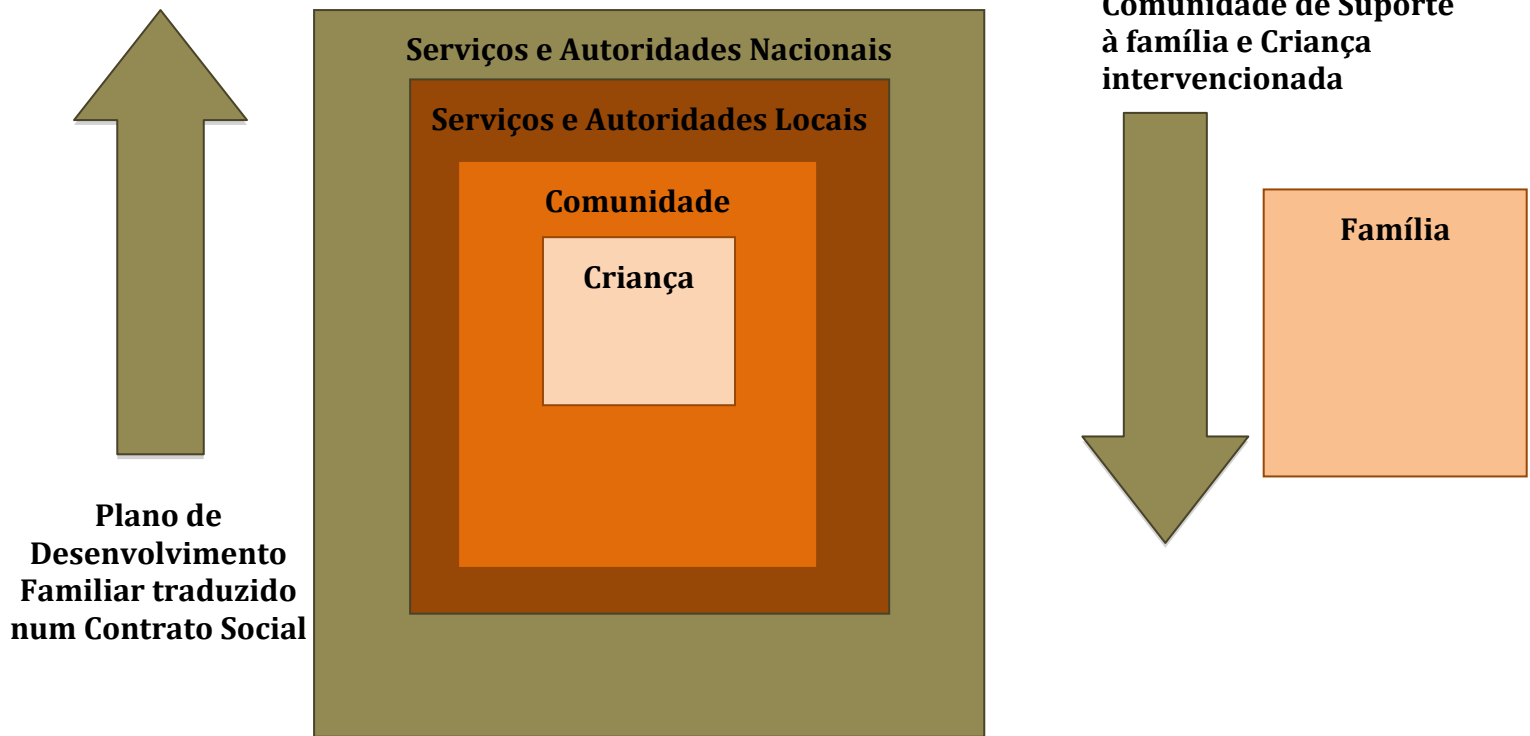 Comunidade de Suporte
à família e Criança
intervencionada
Serviços e Autoridades Nacionais
Serviços e Autoridades Locais
Comunidade
Criança
Família
Plano de
Desenvolvimento
Familiar traduzido
num Contrato Social